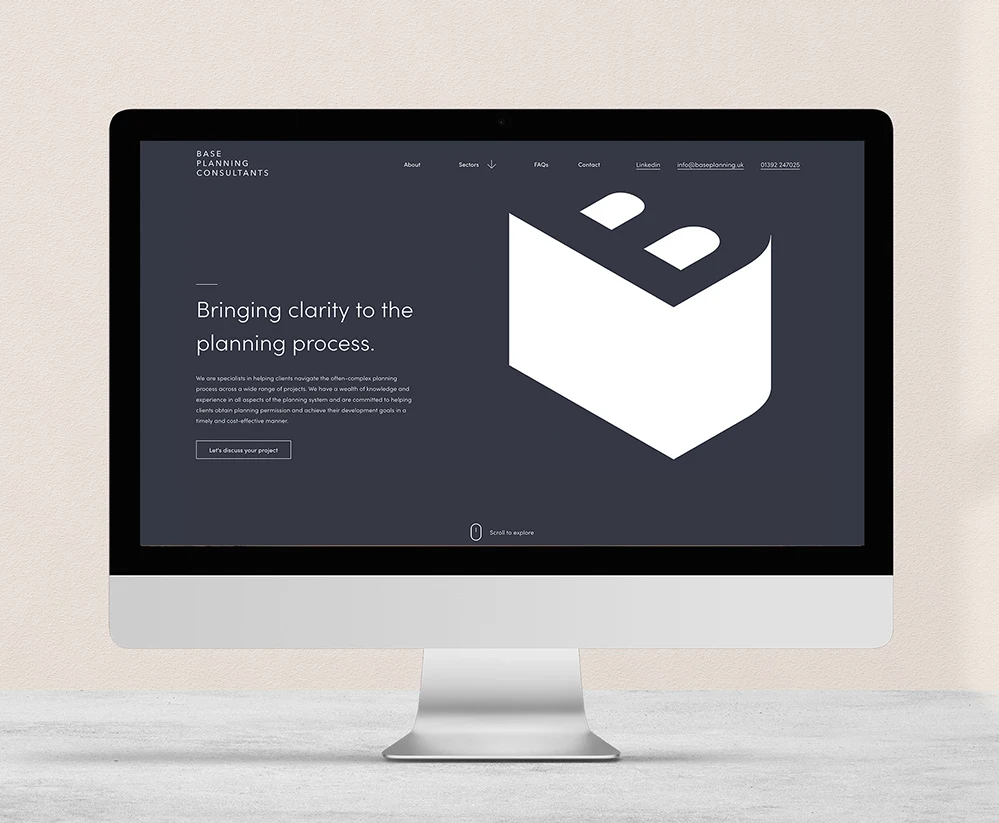 BASE
PLANNING
CONSULTANTS
About Sectors FAQs Contact Linkedin info@baseplanning.uk 01392 247025
Bringing clarity to the
planning process.
We are specialists in helping clients navigate the often-complex planning
process across a wide range of projects. We have a wealth of knowledge and
experience in all aspects of the planning system and are committed to helping
clients obtain planning permission and achieve their development goals in a
timely and cost-effective manner.
Let's discuss your project
Scroll to explore